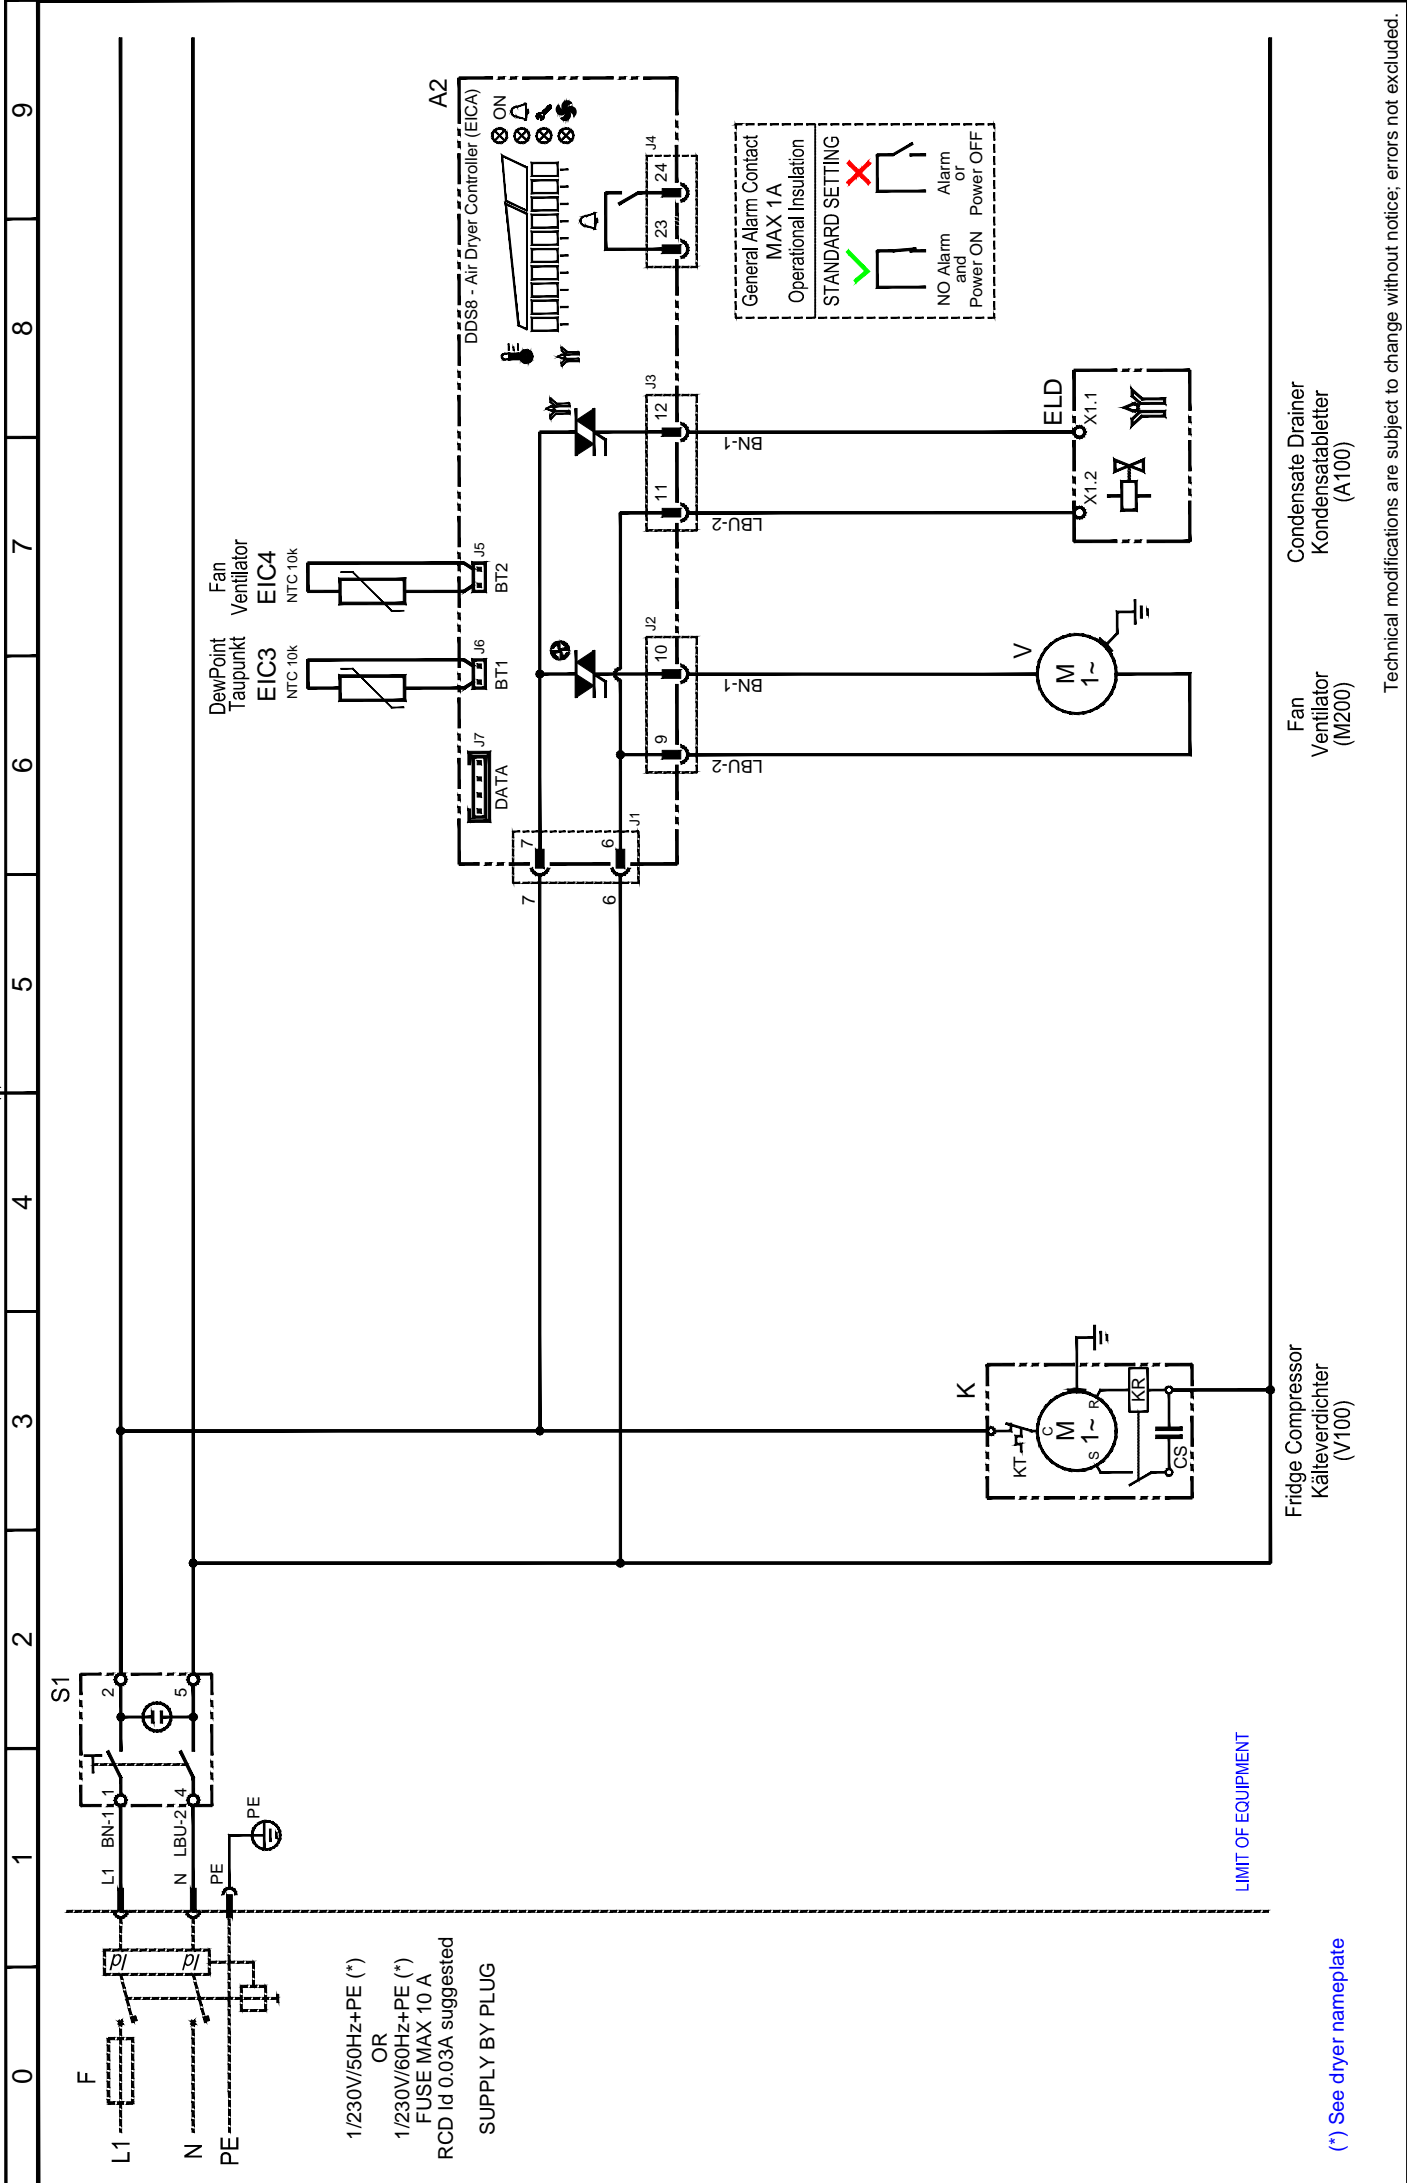 0
1
2
3
4
5
6
7
8
9
F
L1
N
PE
Id
Id
L1
N
PE
BN-1
LBU-2
PE
S1
1
4
2
5
1/230V/50Hz+PE (*)
OR
1/230V/60Hz+PE (*)
FUSE MAX 10 A
RCD Id 0.03A suggested
SUPPLY BY PLUG
LIMIT OF EQUIPMENT
(*) See dryer nameplate
K
KT
C
M
1~
S
R
KR
CS
Fridge Compressor
Kälteverdichter
(V100)
DewPoint
Taupunkt
EIC3
NTC 10k
Fan
Ventilator
EIC4
NTC 10k
A2
DDS8 - Air Dryer Controller (EICA)
ON
J7
DATA
J6
BT1
J5
BT2
7
6
7
6
J1
9
10
J2
11
12
J3
23
24
J4
LBU-2
BN-1
LBU-2
BN-1
General Alarm Contact
MAX 1A
Operational Insulation
STANDARD SETTING
NO Alarm
and
Power ON
Alarm
or
Power OFF
V
M
1~
Fan
Ventilator
(M200)
ELD
X1.2
X1.1
Condensate Drainer
Kondensatabletter
(A100)
Technical modifications are subject to change without notice; errors not excluded.